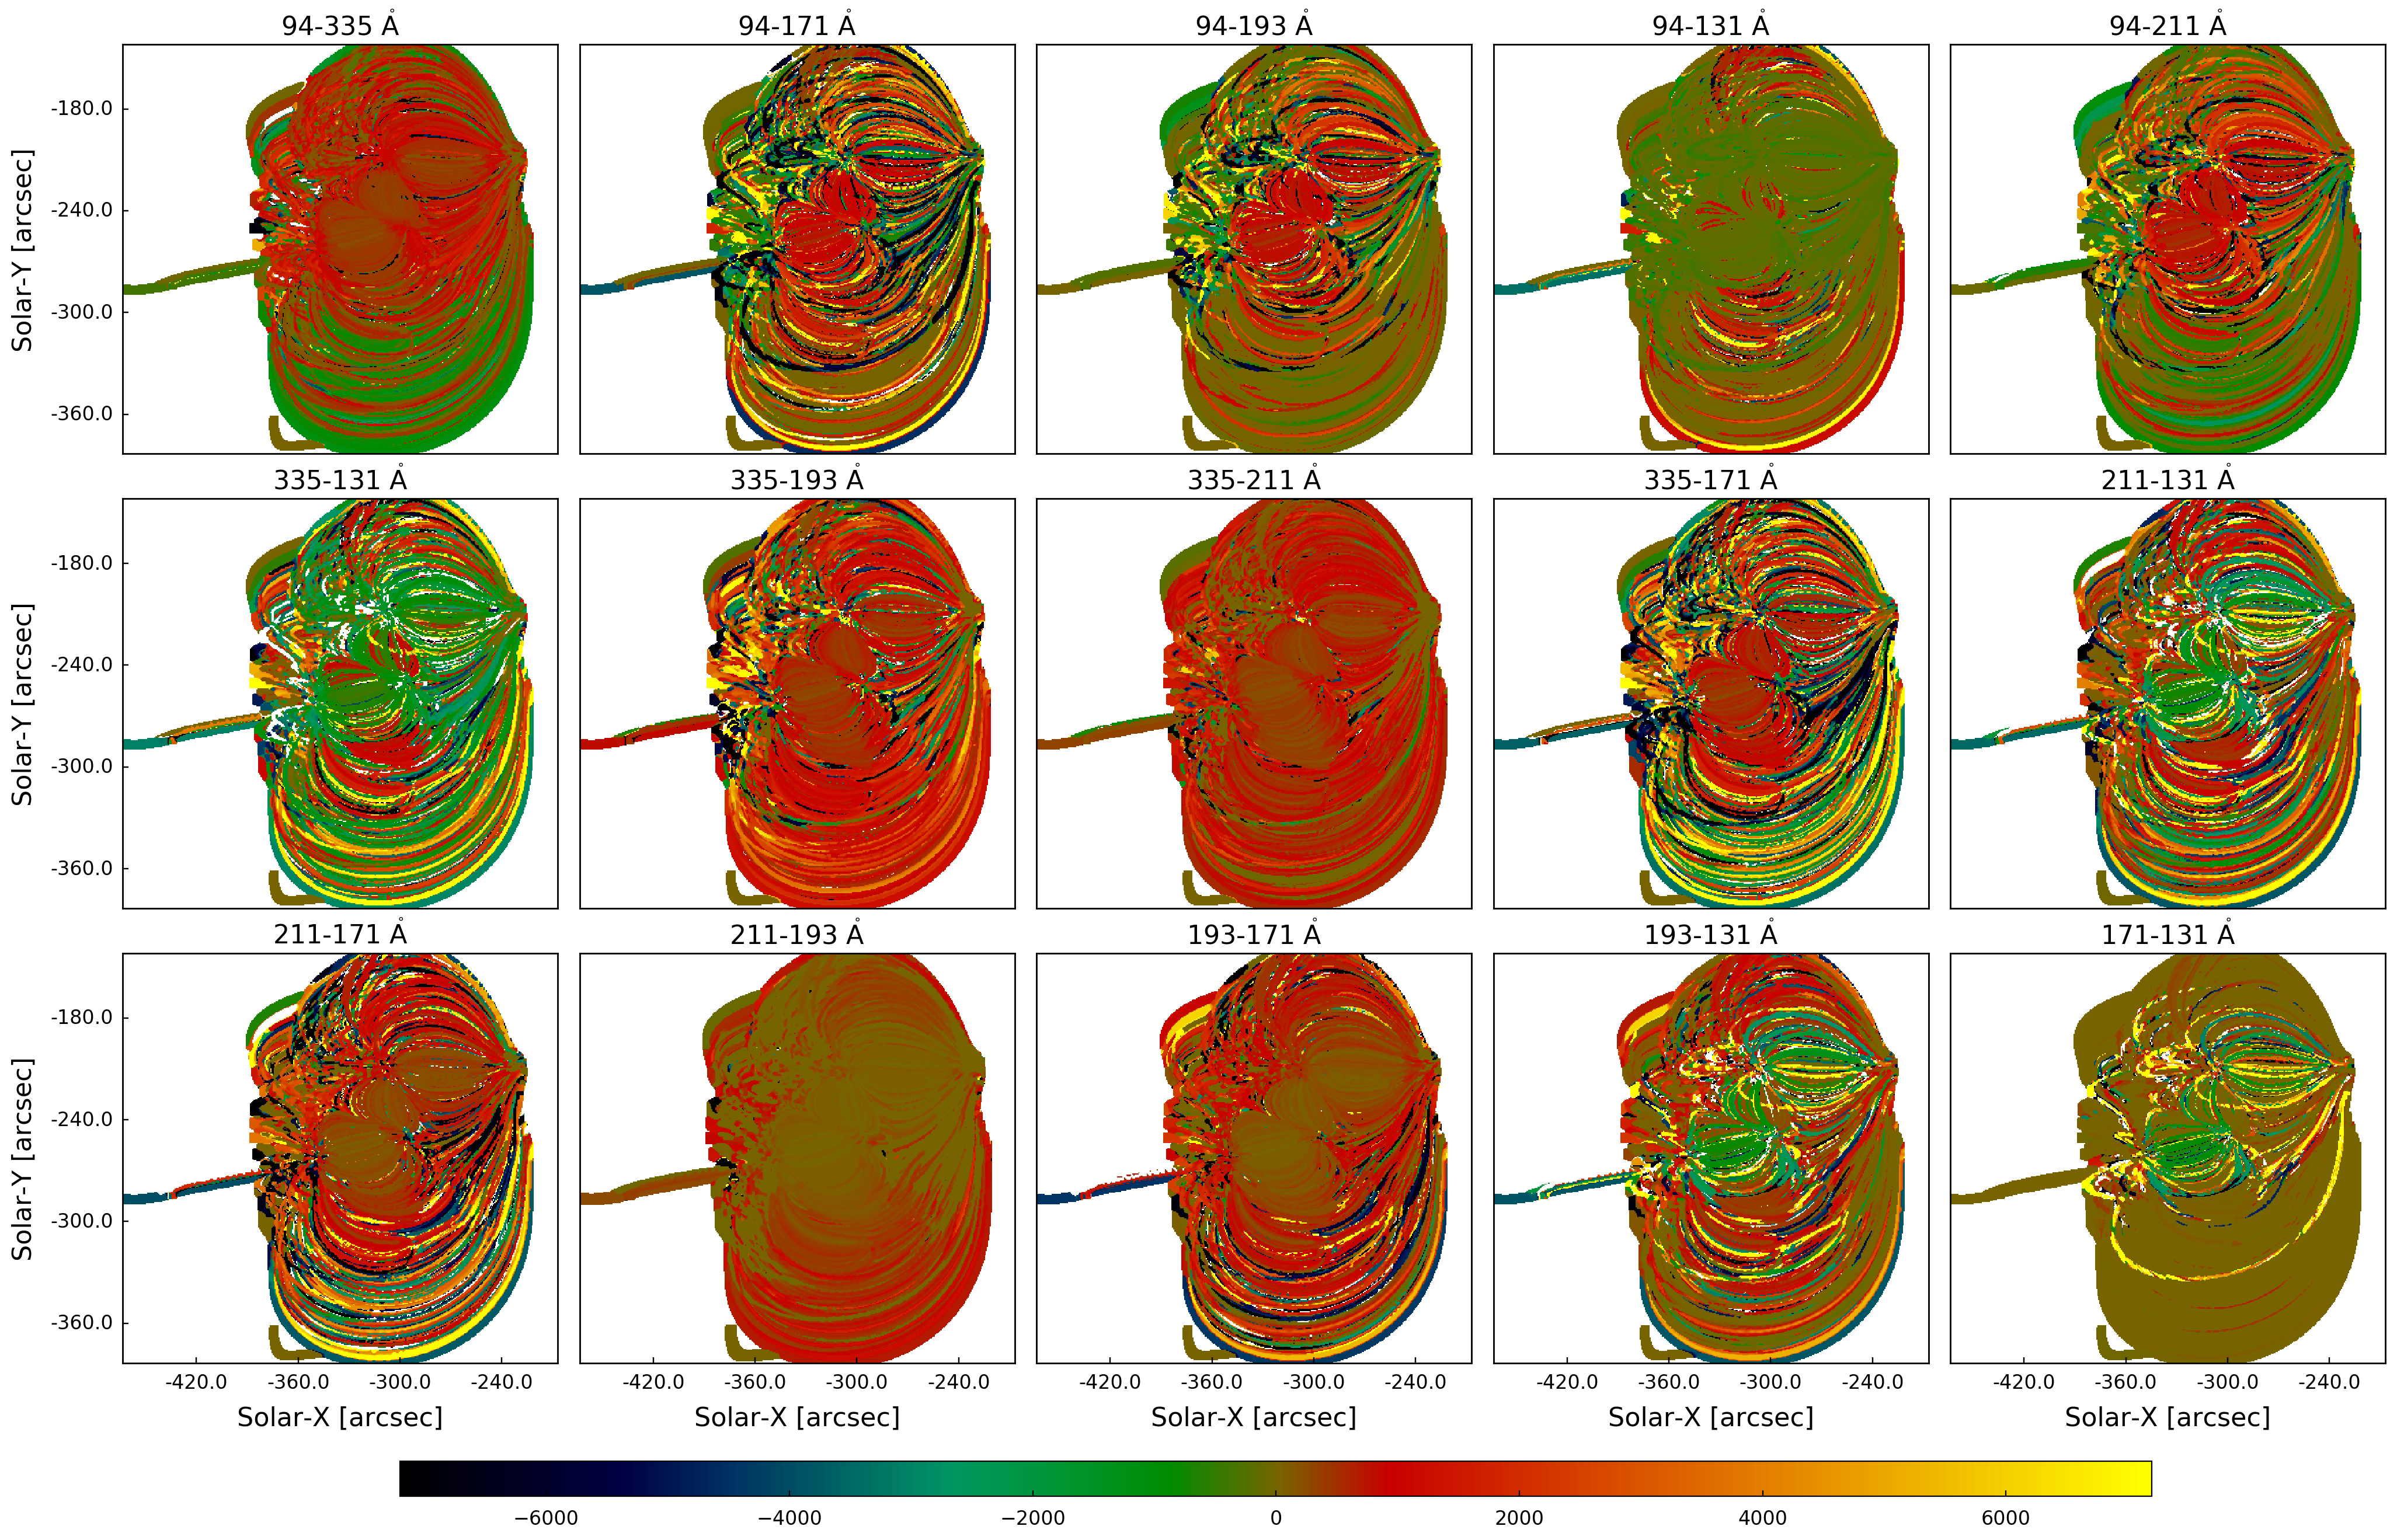 94-335 Å
94-171 Å
94-193 Å
94-131 Å
94-211 Å
Solar-Y [arcsec]
-180.0
-240.0
-300.0
-360.0
335-131 Å
335-193 Å
335-211 Å
335-171 Å
211-131 Å
Solar-Y [arcsec]
-180.0
-240.0
-300.0
-360.0
211-171 Å
211-193 Å
193-171 Å
193-131 Å
171-131 Å
Solar-Y [arcsec]
-180.0
-240.0
-300.0
-360.0
-420.0 -360.0 -300.0 -240.0
-420.0 -360.0 -300.0 -240.0
-420.0 -360.0 -300.0 -240.0
-420.0 -360.0 -300.0 -240.0
-420.0 -360.0 -300.0 -240.0
Solar-X [arcsec]
Solar-X [arcsec]
Solar-X [arcsec]
Solar-X [arcsec]
Solar-X [arcsec]
−6000 −4000 −2000 0 2000 4000 6000